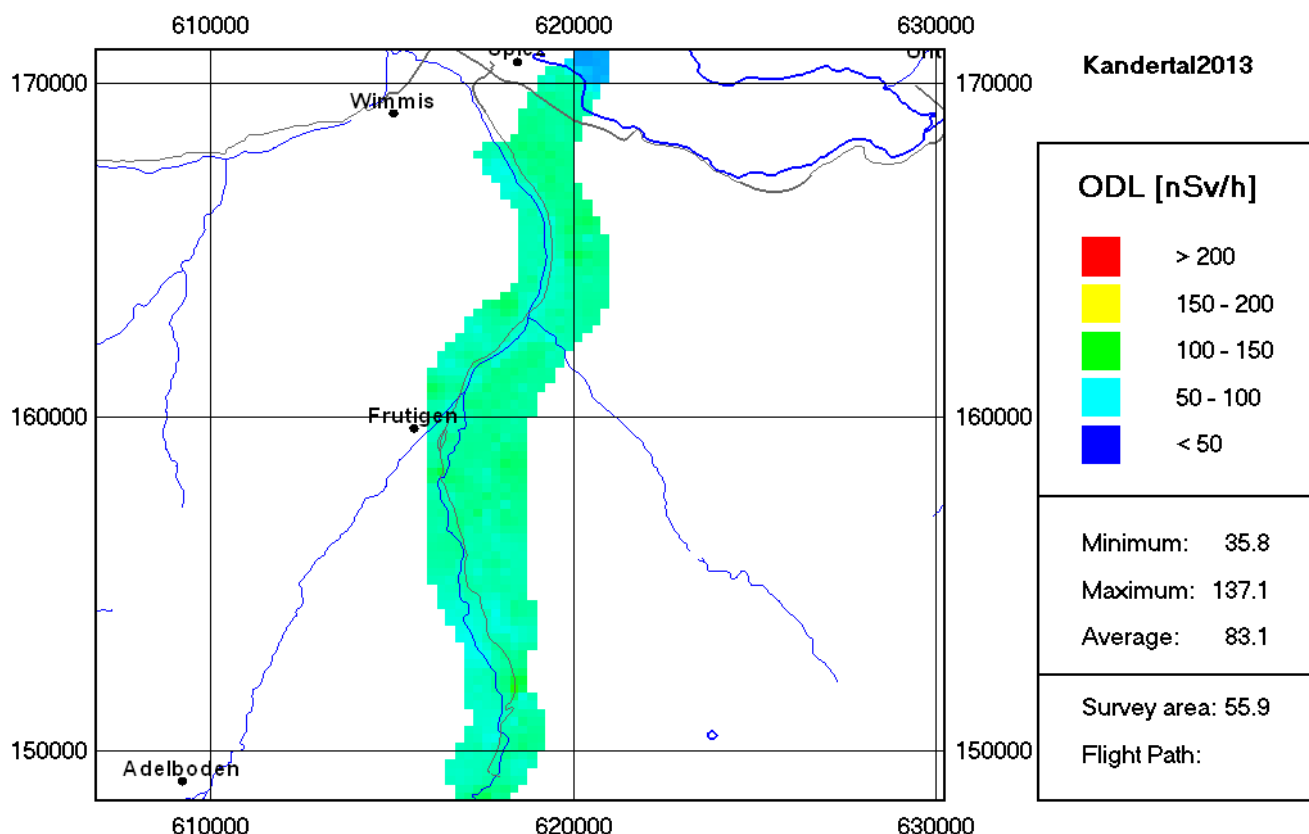 610000 620000 630000
170000 170000 Kandertal2013
Wimmis
ODL [nSv/h]
> 200
150 - 200
100 - 150
50 - 100
< 50
160000 160000
Frutigen
Minimum: 35.8
Maximum: 137.1
Average: 83.1
Survey area: 55.9
Flight Path:
150000 150000
Adelboden
610000 620000 630000